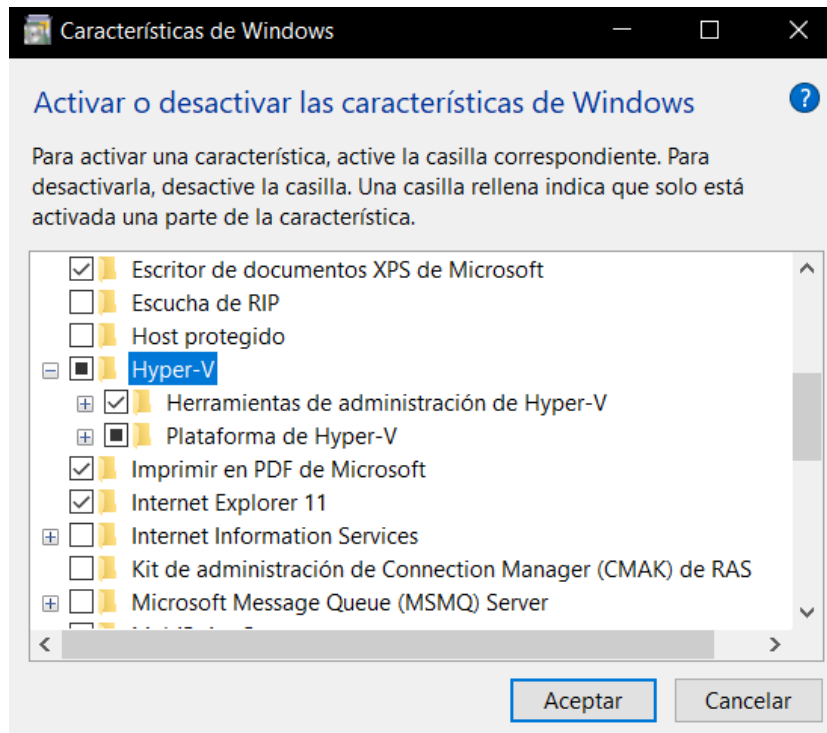 Características de Windows
Activar o desactivar las características de Windows
?
Para activar una característica, active la casilla correspondiente. Para
desactivarla, desactive la casilla. Una casilla rellena indica que solo está
activada una parte de la característica.
Escritor de documentos XPS de Microsoft
Escucha de RIP
Host protegido
Hyper-V
Herramientas de administración de Hyper-V
Plataforma de Hyper-V
Imprimir en PDF de Microsoft
Internet Explorer 11
Internet Information Services
Kit de administración de Connection Manager (CMAK) de RAS
Microsoft Message Queue (MSMQ) Server
Aceptar
Cancelar